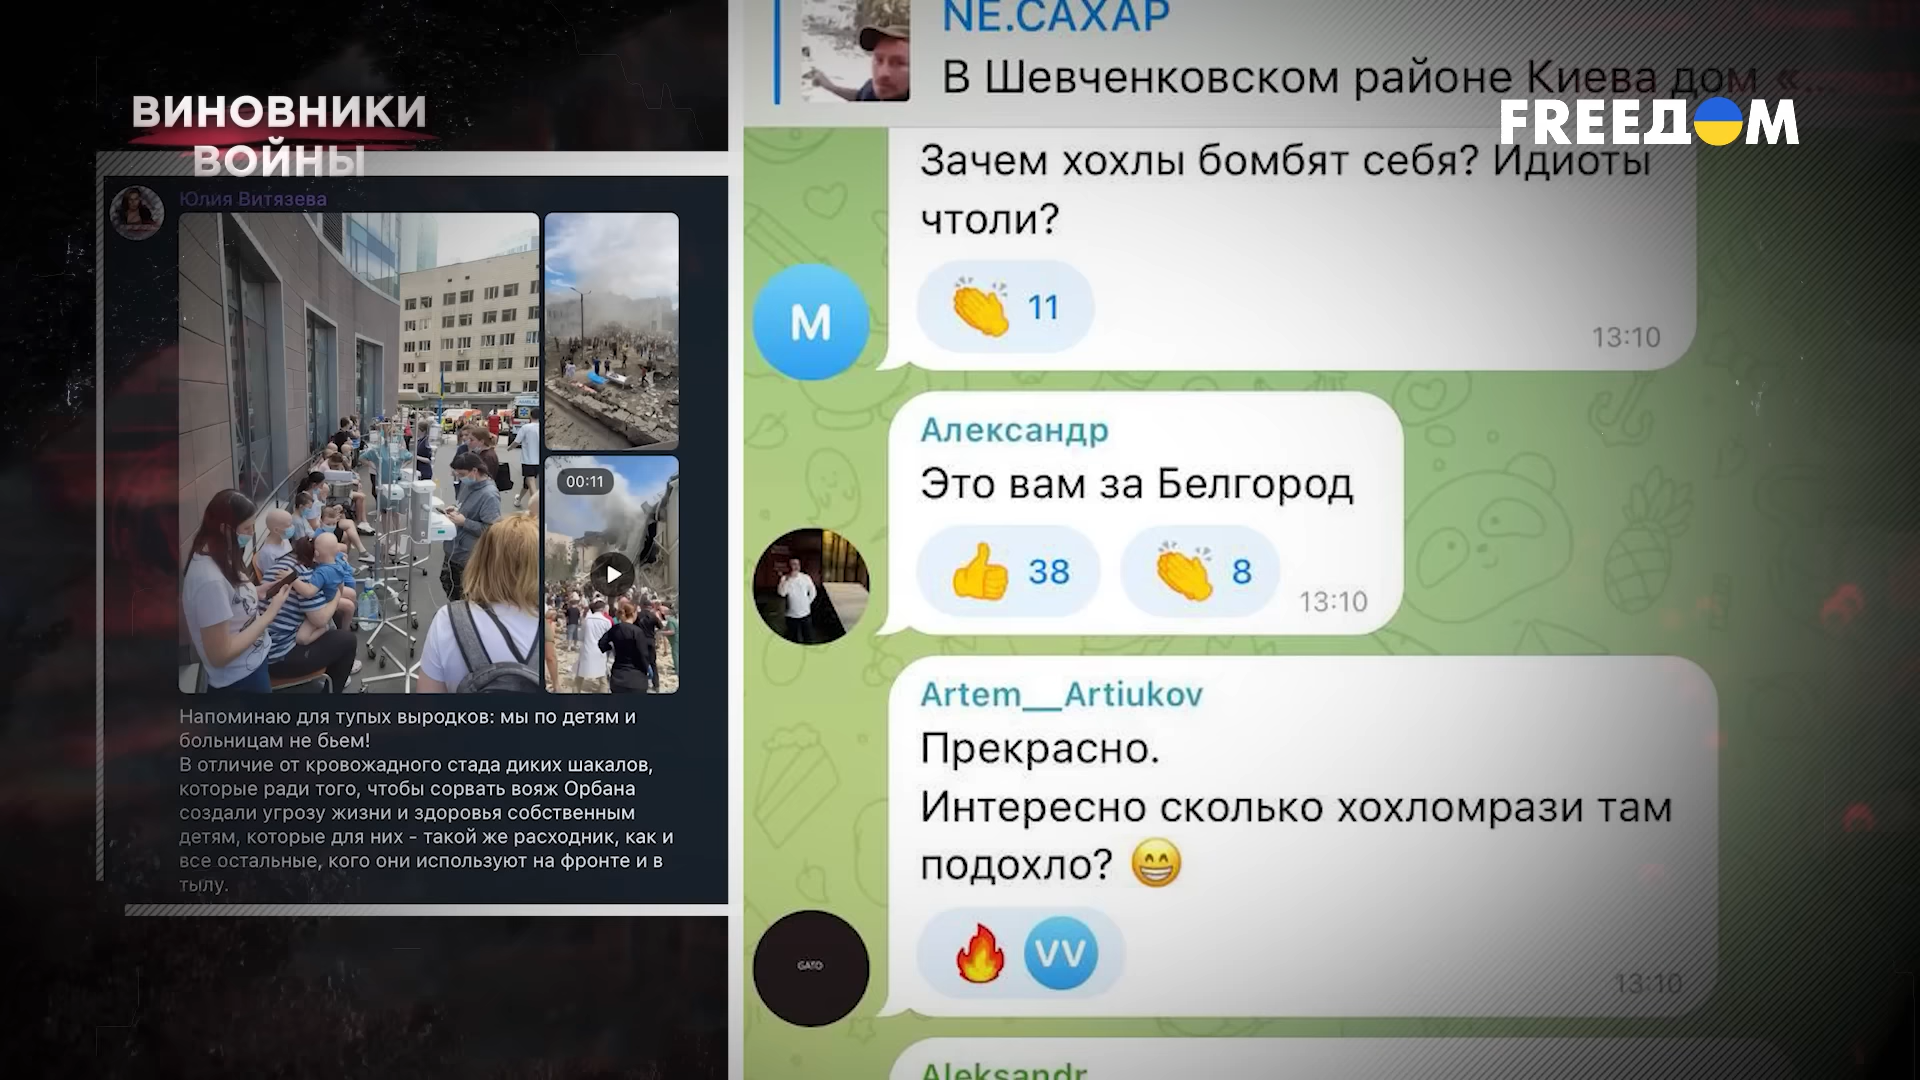 ВИНОВНИКИ
ВОЙНЫ
FREEДOM
Юлия Витязева
00:11
Напоминаю для тупых выродков: мы по детям и
больницам не бьем!
В отличие от кровожадного стада диких шакалов,
которые ради того, чтобы сорвать вояж Орбана
создали угрозу жизни и здоровья собственным
детям, которые для них - такой же расходник, как и
все остальные, кого они используют на фронте и в
тылу.
NE.САХАР
В Шевченковском районе Киева дом «...
Зачем хохлы бомбят себя? Идиоты
чтоли?
👏 11
13:10
М
Александр
Это вам за Белгород
👍 38 👏 8
13:10
Artem__Artiukov
Прекрасно.
Интересно сколько хохломрази там
подохло? 😁
🔥 VV
13:10
GATO
Aleksandr